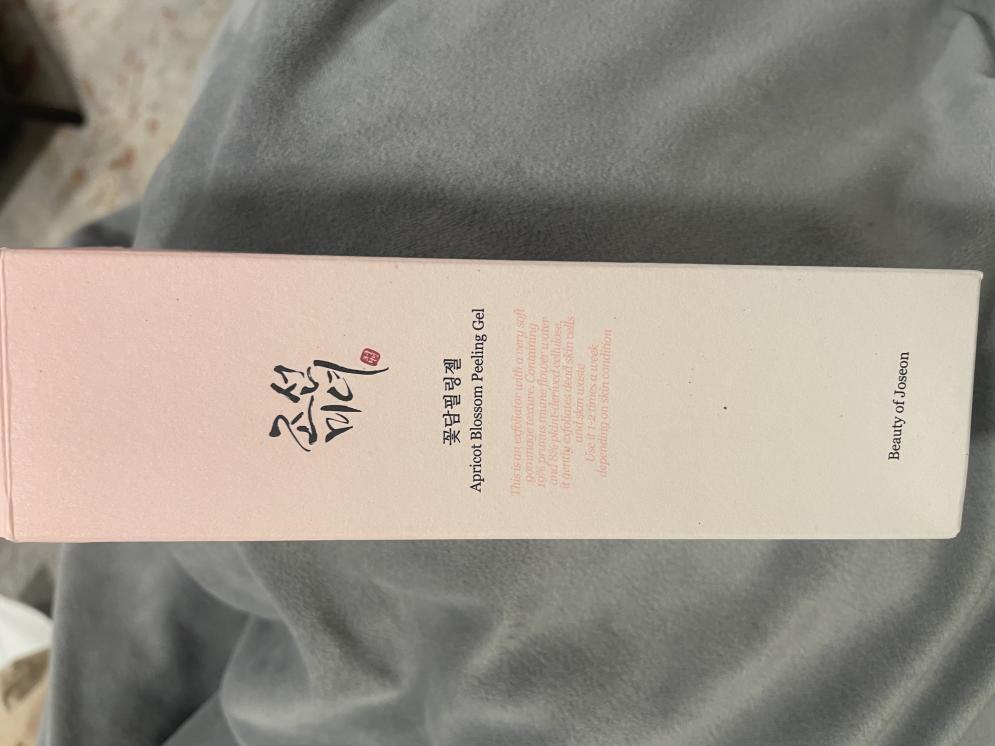 조선
미녀
꽃담필링젤
Apricot Blossom Peeling Gel
This is an exfoliator with a very soft
gommage texture. Containing
19% prunus mume flower water
and 8% plant-derived cellulose,
it gently exfoliates dead skin cells
and skin waste
Use it 1-2 times a week
depending on skin condition
Beauty of Joseon